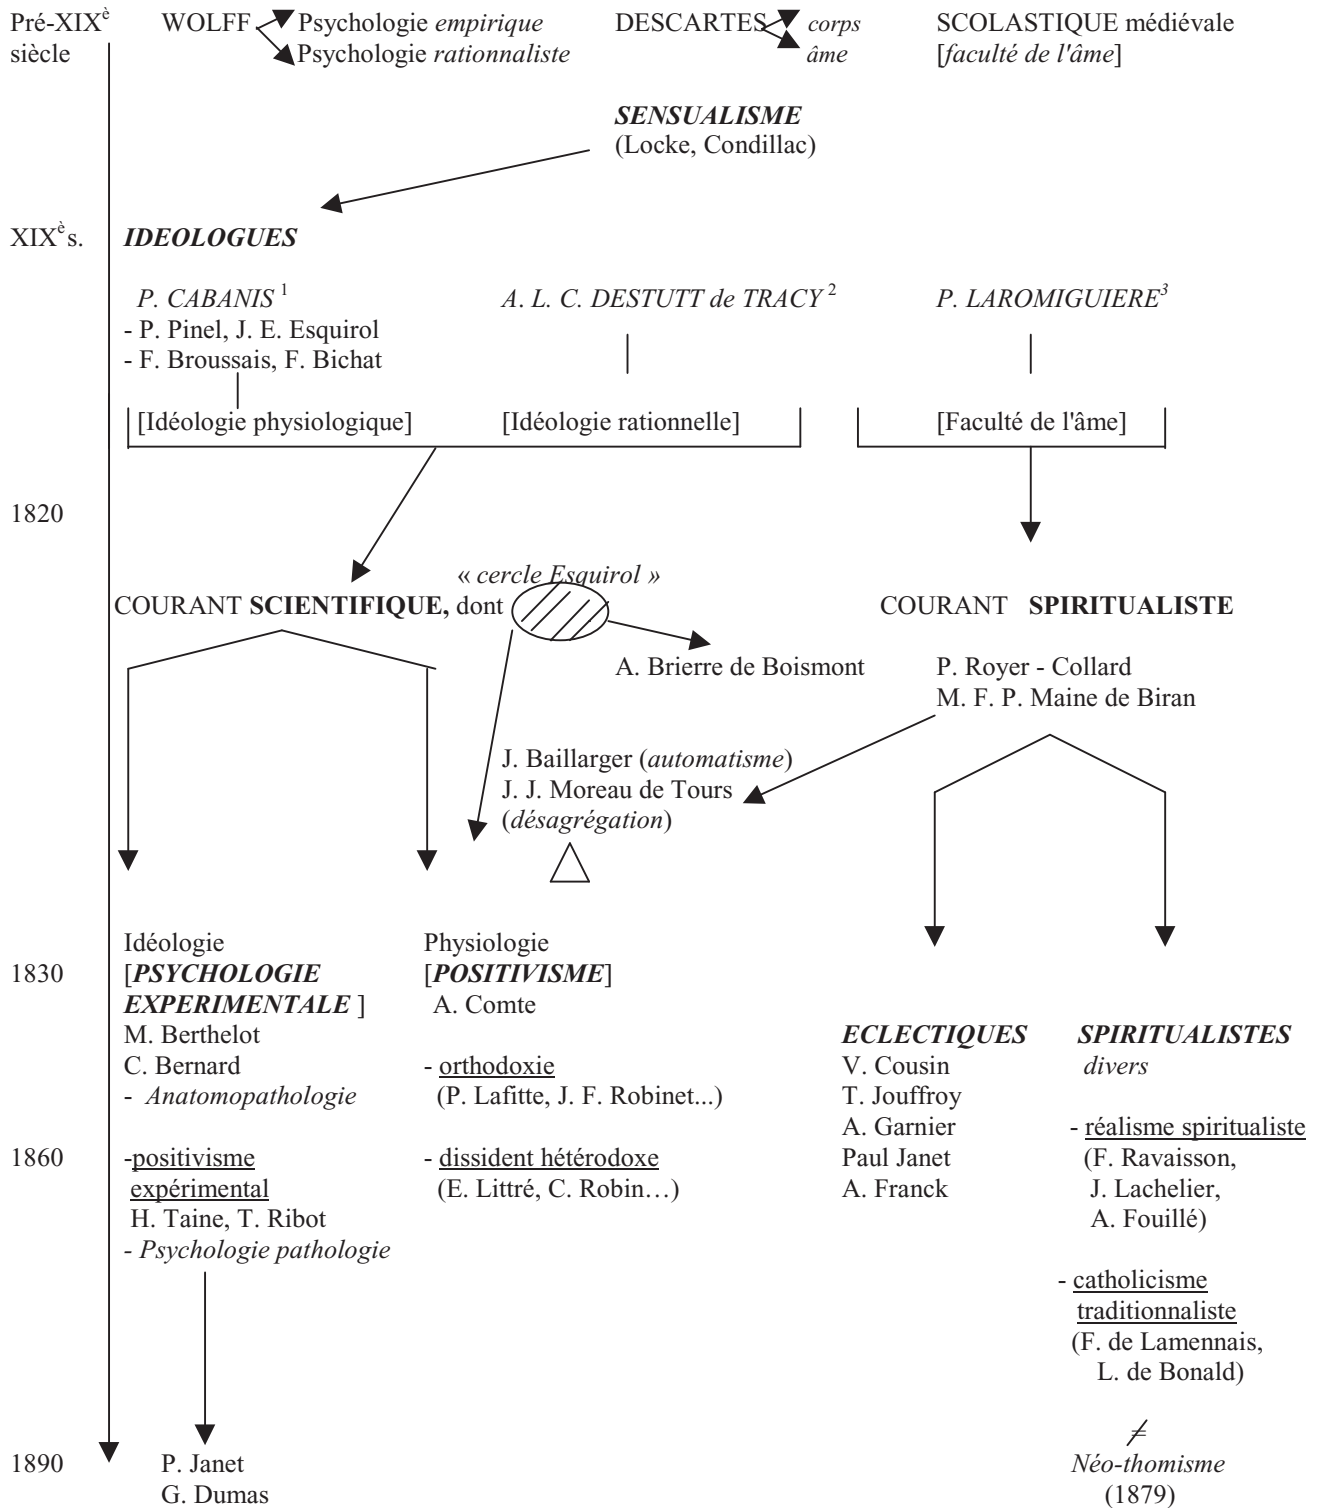 Pré-XIXè siècle
WOLFF
Psychologie empirique
Psychologie rationnaliste
DESCARTES
corps
âme
SCOLASTIQUE médiévale
[faculté de l'âme]
SENSUALISME
(Locke, Condillac)
XIXè s.
IDEOLOGUES
P. CABANIS 1
- P. Pinel, J. E. Esquirol
- F. Broussais, F. Bichat
A. L. C. DESTUTT de TRACY 2
P. LAROMIGUIERE3
[Idéologie physiologique]
[Idéologie rationnelle]
[Faculté de l'âme]
1820
« cercle Esquirol »
COURANT SCIENTIFIQUE, dont
COURANT SPIRITUALISTE
A. Brierre de Boismont
P. Royer - Collard
M. F. P. Maine de Biran
J. Baillarger (automatisme)
J. J. Moreau de Tours
(désagrégation)
1830
Idéologie
[PSYCHOLOGIE
EXPERIMENTALE ]
M. Berthelot
C. Bernard
- Anatomopathologie
Physiologie
[POSITIVISME]
A. Comte
- orthodoxie
(P. Lafitte, J. F. Robinet...)
ECLECTIQUES
V. Cousin
T. Jouffroy
A. Garnier
Paul Janet
A. Franck
SPIRITUALISTES
divers
- réalisme spiritualiste
(F. Ravaisson,
J. Lachelier,
A. Fouillé)
1860
-positivisme
expérimental
H. Taine, T. Ribot
- Psychologie pathologie
- dissident hétérodoxe
(E. Littré, C. Robin…)
- catholicisme
traditionnaliste
(F. de Lamennais,
L. de Bonald)
≠
1890
P. Janet
G. Dumas
Néo-thomisme
(1879)